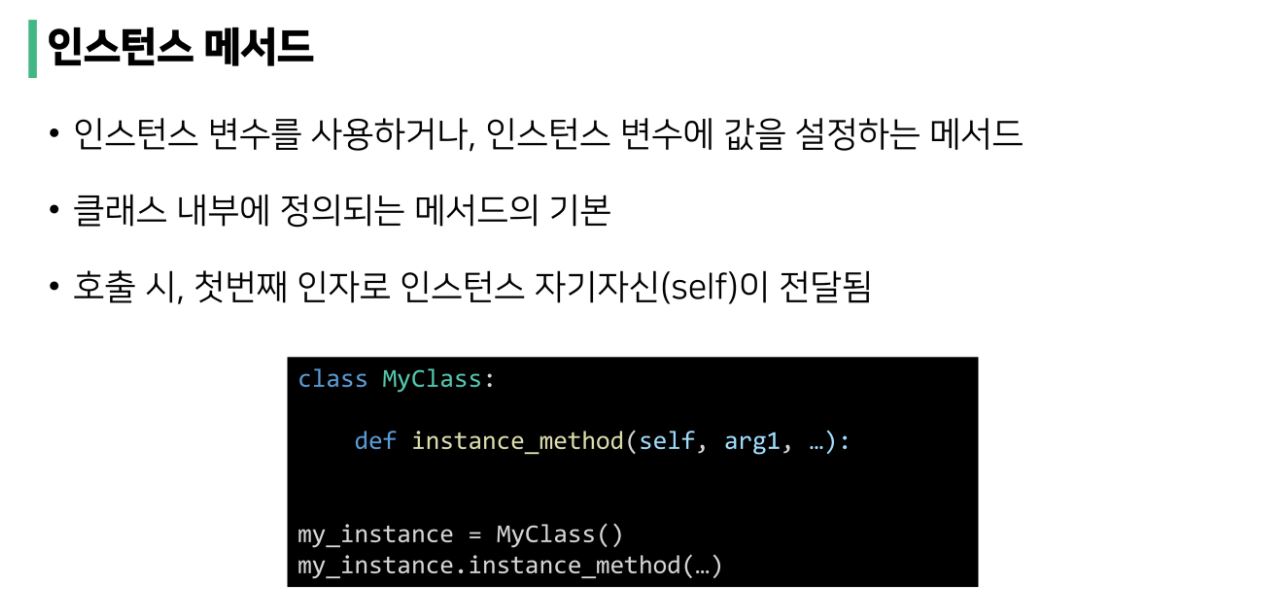 인스턴스 메서드
• 인스턴스 변수를 사용하거나, 인스턴스 변수에 값을 설정하는 메서드
• 클래스 내부에 정의되는 메서드의 기본
• 호출 시, 첫번째 인자로 인스턴스 자기자신(self)이 전달됨
class MyClass:
    def instance_method(self, arg1, …):
my_instance = MyClass()
my_instance.instance_method(…)